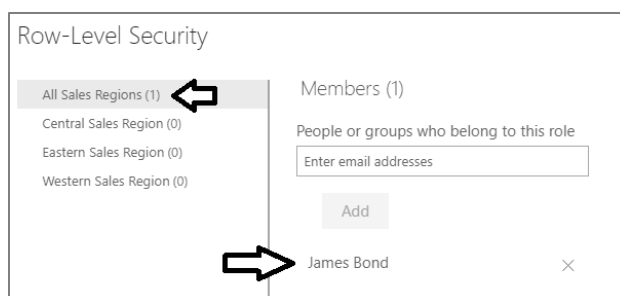 Row-Level Security
All Sales Regions (1)
Central Sales Region (0)
Eastern Sales Region (0)
Western Sales Region (0)
Members (1)
People or groups who belong to this role
Enter email addresses
Add
James Bond